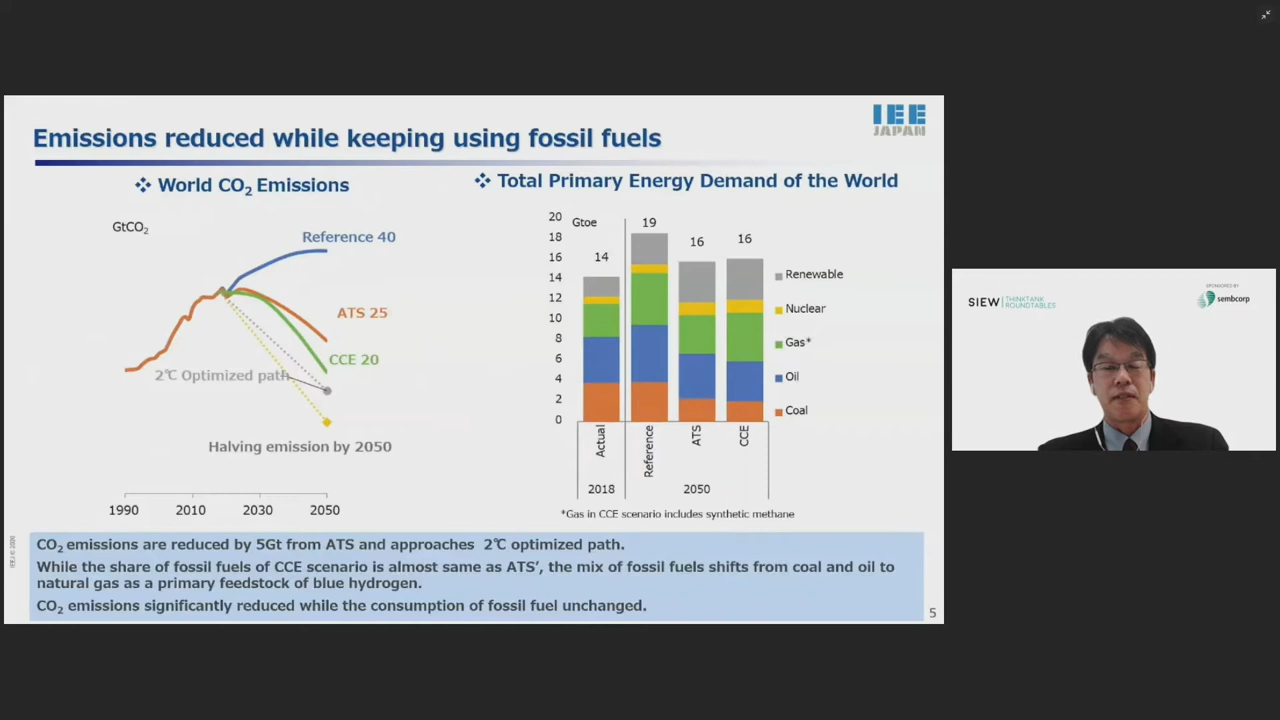 IEE
JAPAN
Emissions reduced while keeping using fossil fuels
❖ World CO₂ Emissions
GtCO₂
Reference 40
ATS 25
CCE 20
2℃ Optimized path
Halving emission by 2050
1990 2010 2030 2050
❖ Total Primary Energy Demand of the World
Gtoe
20
18
16
14
12
10
8
6
4
2
0
14
19
16
16
Renewable
Nuclear
Gas*
Oil
Coal
Actual
Reference
ATS
CCE
2018
2050
*Gas in CCE scenario includes synthetic methane
CO₂ emissions are reduced by 5Gt from ATS and approaches 2℃ optimized path.
While the share of fossil fuels of CCE scenario is almost same as ATS', the mix of fossil fuels shifts from coal and oil to
natural gas as a primary feedstock of blue hydrogen.
CO₂ emissions significantly reduced while the consumption of fossil fuel unchanged.
IEEJ © 2020
5
SIEW THINKTANK
ROUNDTABLES
SPONSORED BY
sembcorp